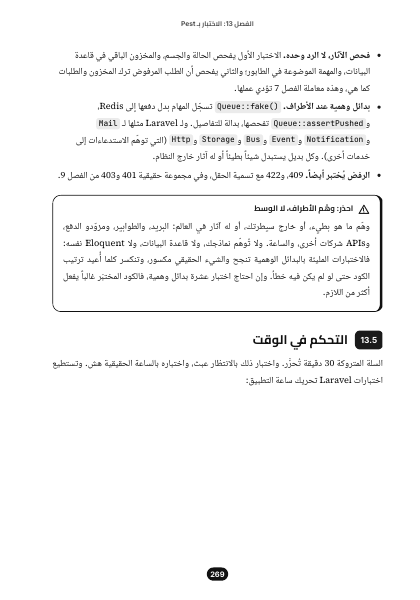 الفصل 13: الاختبار بـPest
• فحص الآثار، لا الرد وحده. الاختبار الأول يفحص الحالة والجسم، والمخزون الباقي في قاعدة
البيانات، والمهمة الموضوعة في الطابور؛ والثاني يفحص أن الطلب المرفوض ترك المخزون والطلبات
كما هي، وهذه معاملة الفصل 7 تؤدي عملها.
• بدائل وهمية عند الأطراف. Queue::fake() تسجّل المهام بدل دفعها إلى Redis،
وQueue::assertPushed تفحصها، بدالة للتفاصيل. ولـ Laravel مثلها لـ Mail
وNotification وEvent وBus وStorage وHttp (التي توهّم الاستدعاءات إلى
خدمات أخرى). وكل بديل يستبدل شيئاً بطيئاً أو له آثار خارج النظام.
• الرفض يُختبر أيضاً. 409، و422 مع تسمية الحقل، وفي مجموعة حقيقية 401 و403 من الفصل 9.
احذر: وهّم الأطراف، لا الوسط
وهّم ما هو بطيء، أو خارج سيطرتك، أو له آثار في العالم: البريد، والطوابير، ومزوّدو الدفع،
وAPIs شركات أخرى، والساعة. ولا تُوهّم نماذجك، ولا قاعدة البيانات، ولا Eloquent نفسه:
فالاختبارات المليئة بالبدائل الوهمية تنجح والشيء الحقيقي مكسور، وتنكسر كلما أُعيد ترتيب
الكود حتى لو لم يكن فيه خطأ. وإن احتاج اختبار عشرة بدائل وهمية، فالكود المختبَر غالباً يفعل
أكثر من اللازم.
13.5 التحكم في الوقت
السلة المتروكة 30 دقيقة تُحرَّر. واختبار ذلك بالانتظار عبث، واختباره بالساعة الحقيقية هش. وتستطيع
اختبارات Laravel تحريك ساعة التطبيق:
269